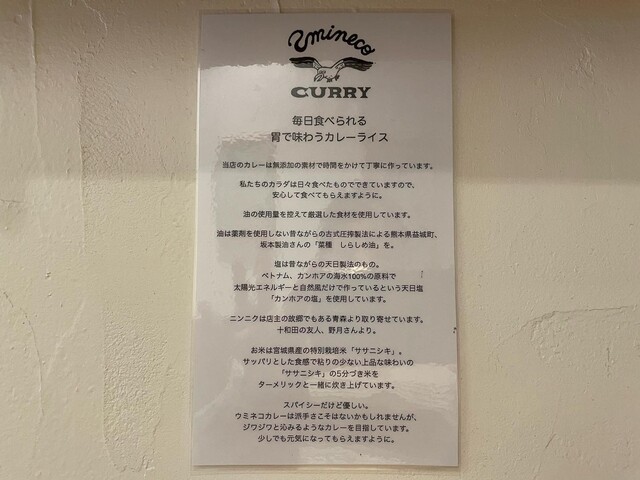 Umineco
CURRY
毎日食べられる
胃で味わうカレーライス
当店のカレーは無添加の素材で時間をかけて丁寧に作っています。
私たちのカラダは日々食べたものでできていますので、
安心して食べてもらえますように。
油の使用量を控えて厳選した食材を使用しています。
油は薬剤を使用しない昔ながらの古式圧搾製法による熊本県益城町、
坂本製油さんの「菜種 しらしめ油」を。
塩は昔ながらの天日製法のもの。
ベトナム、カンホアの海水100%の原料で
太陽光エネルギーと自然風だけで作っているという天日塩
「カンホアの塩」を使用しています。
ニンニクは店主の故郷でもある青森より取り寄せています。
十和田の友人、野月さんより。
お米は宮城県産の特別栽培米「ササニシキ」。
サッパリとした食感で粘りの少ない上品な味わいの
「ササニシキ」の5分づき米を
ターメリックと一緒に炊き上げています。
スパイシーだけど優しい。
ウミネコカレーは派手さこそはないかもしれませんが、
ジワジワと沁みるようなカレーを目指しています。
少しでも元気になってもらえますように。